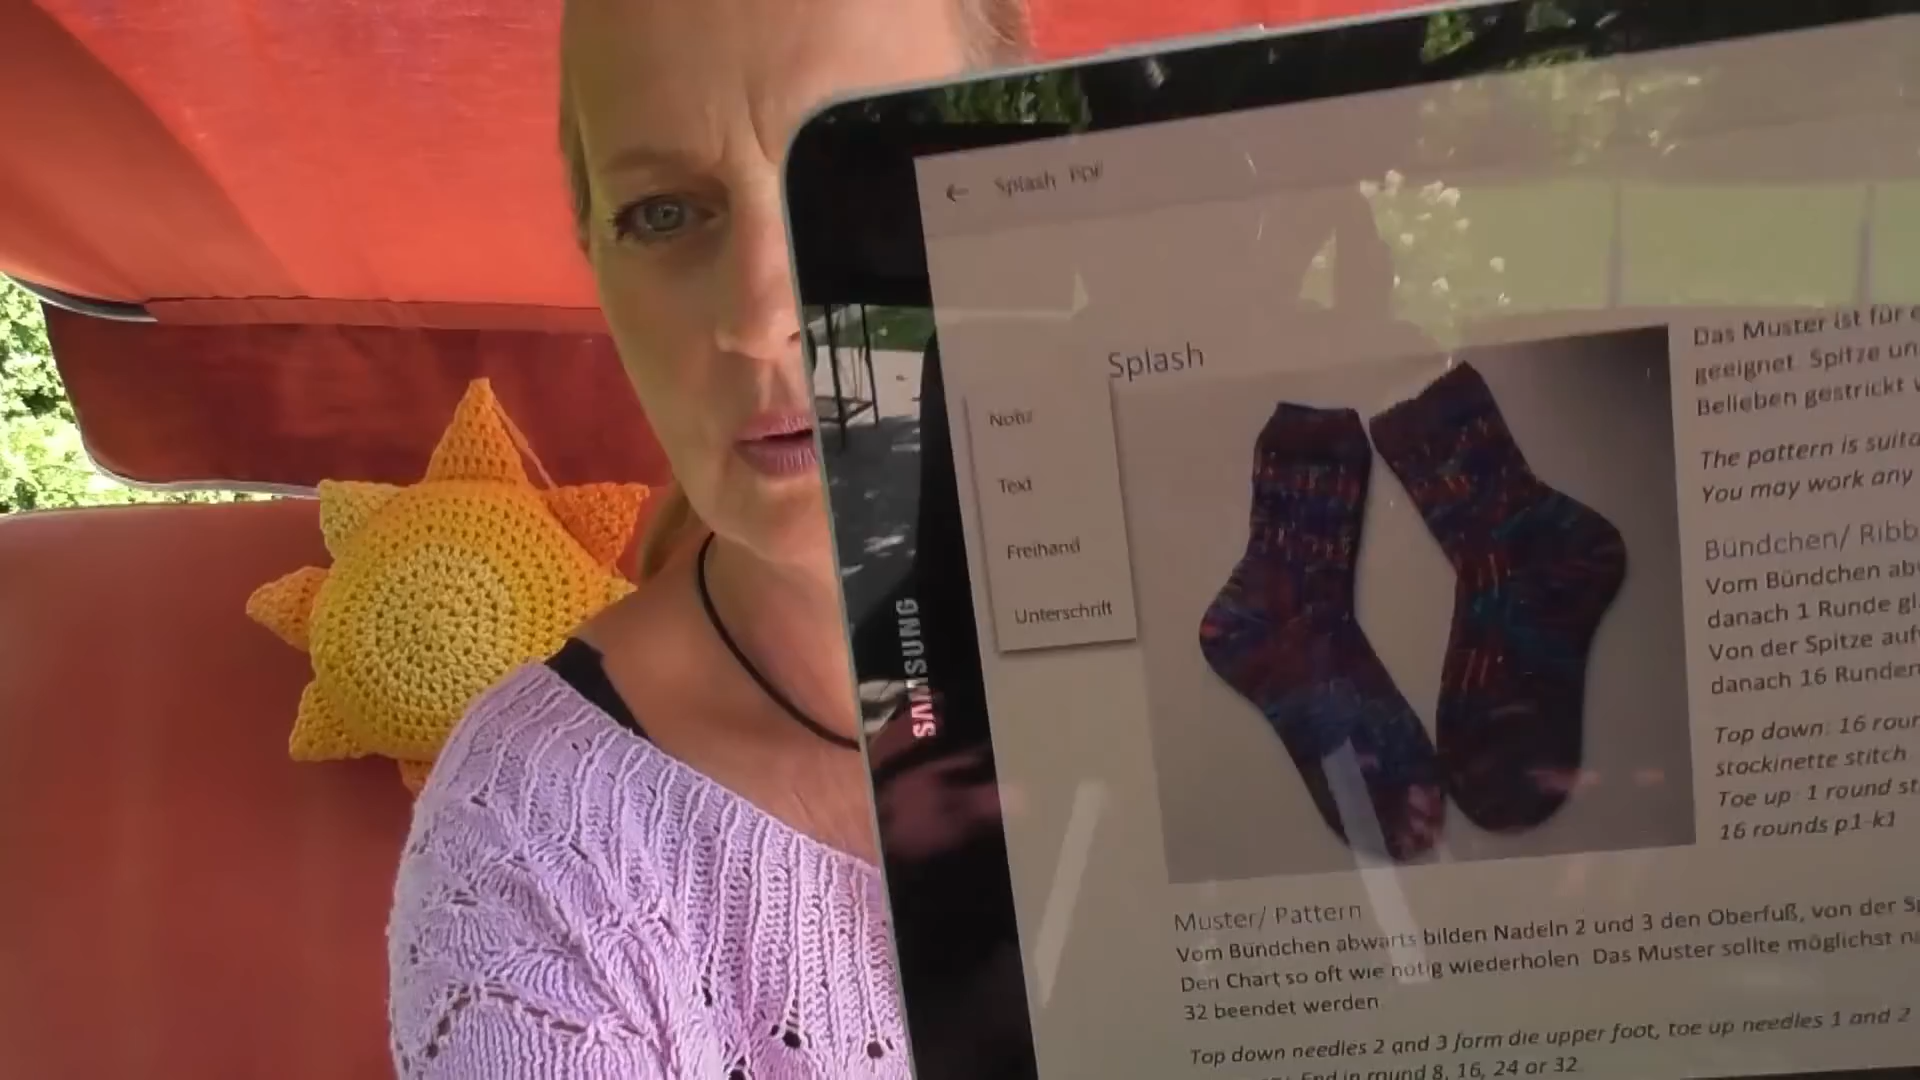 ← Splash PDF
Splash
Notiz
Text
Freihand
Unterschrift
SAMSUNG
Das Muster ist für
geeignet. Spitze un
Belieben gestrickt
The pattern is suita
You may work any
Bündchen/ Ribb
Vom Bündchen ab
danach 1 Runde gl
Von der Spitze auf
danach 16 Runden
Top down: 16 roun
stockinette stitch
Toe up: 1 round st
16 rounds p1-k1
Muster/ Pattern
Vom Bündchen abwärts bilden Nadeln 2 und 3 den Oberfuß, von der Sp
Den Chart so oft wie nötig wiederholen. Das Muster sollte möglichst na
32 beendet werden.
Top down needles 2 and 3 form die upper foot, toe up needles 1 and 2
End in round 8, 16, 24 or 32.